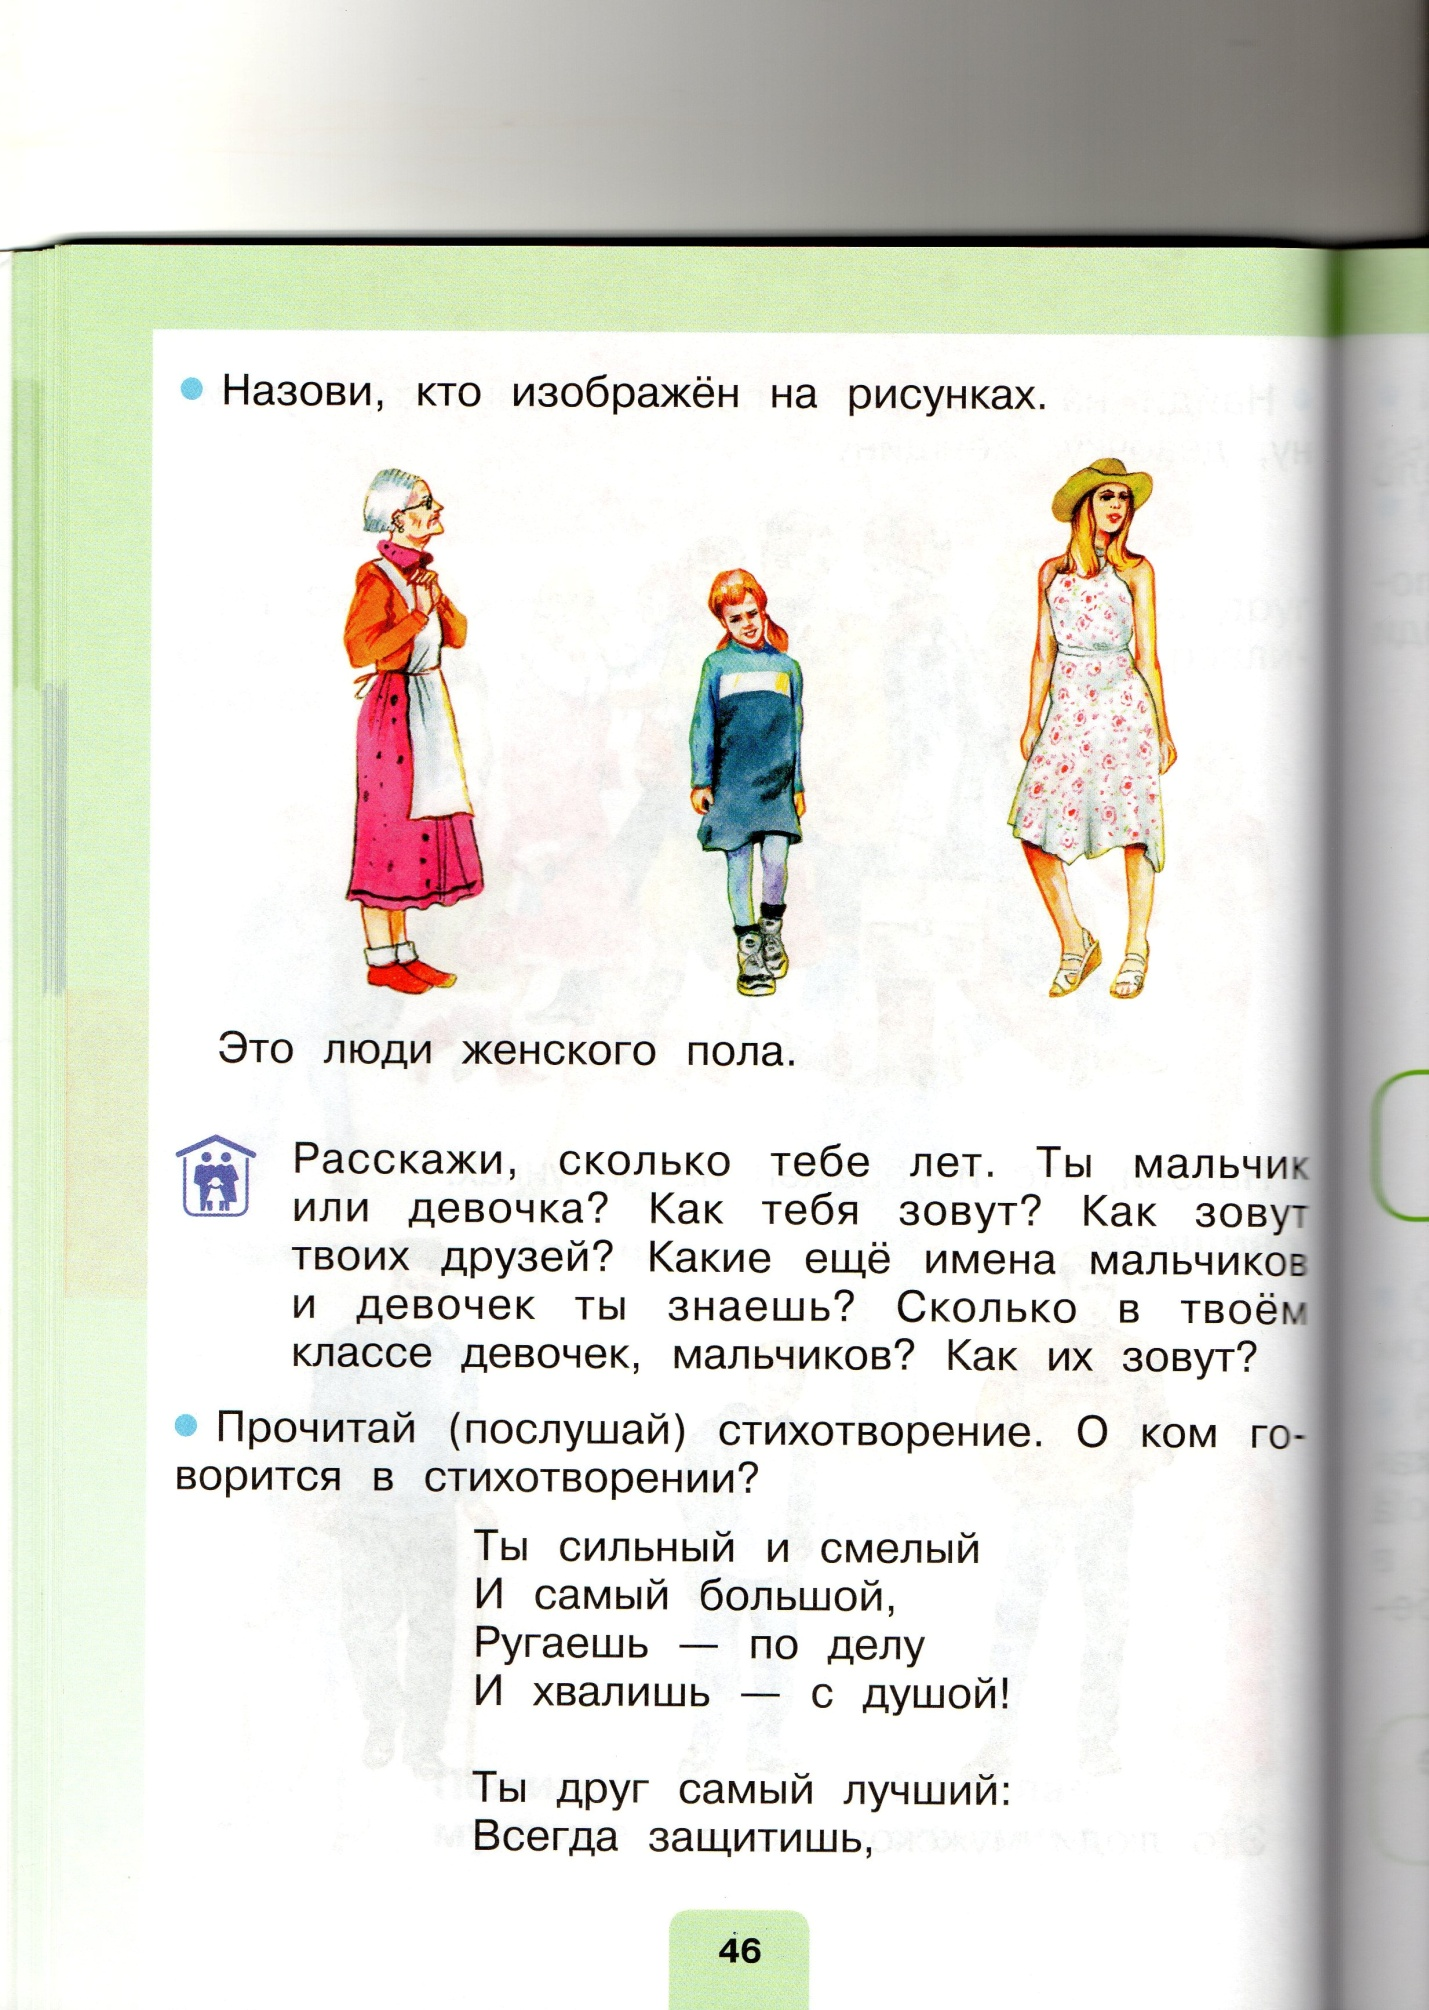 Назови, кто изображён на рисунках.
Это люди женского пола.
Расскажи, сколько тебе лет. Ты мальчик
или девочка? Как тебя зовут? Как зовут
твоих друзей? Какие ещё имена мальчиков
и девочек ты знаешь? Сколько в твоём
классе девочек, мальчиков? Как их зовут?
Прочитай (послушай) стихотворение. О ком го-
ворится в стихотворении?
Ты сильный и смелый
И самый большой,
Ругаешь — по делу
И хвалишь — с душой!
Ты друг самый лучший:
Всегда защитишь,
46